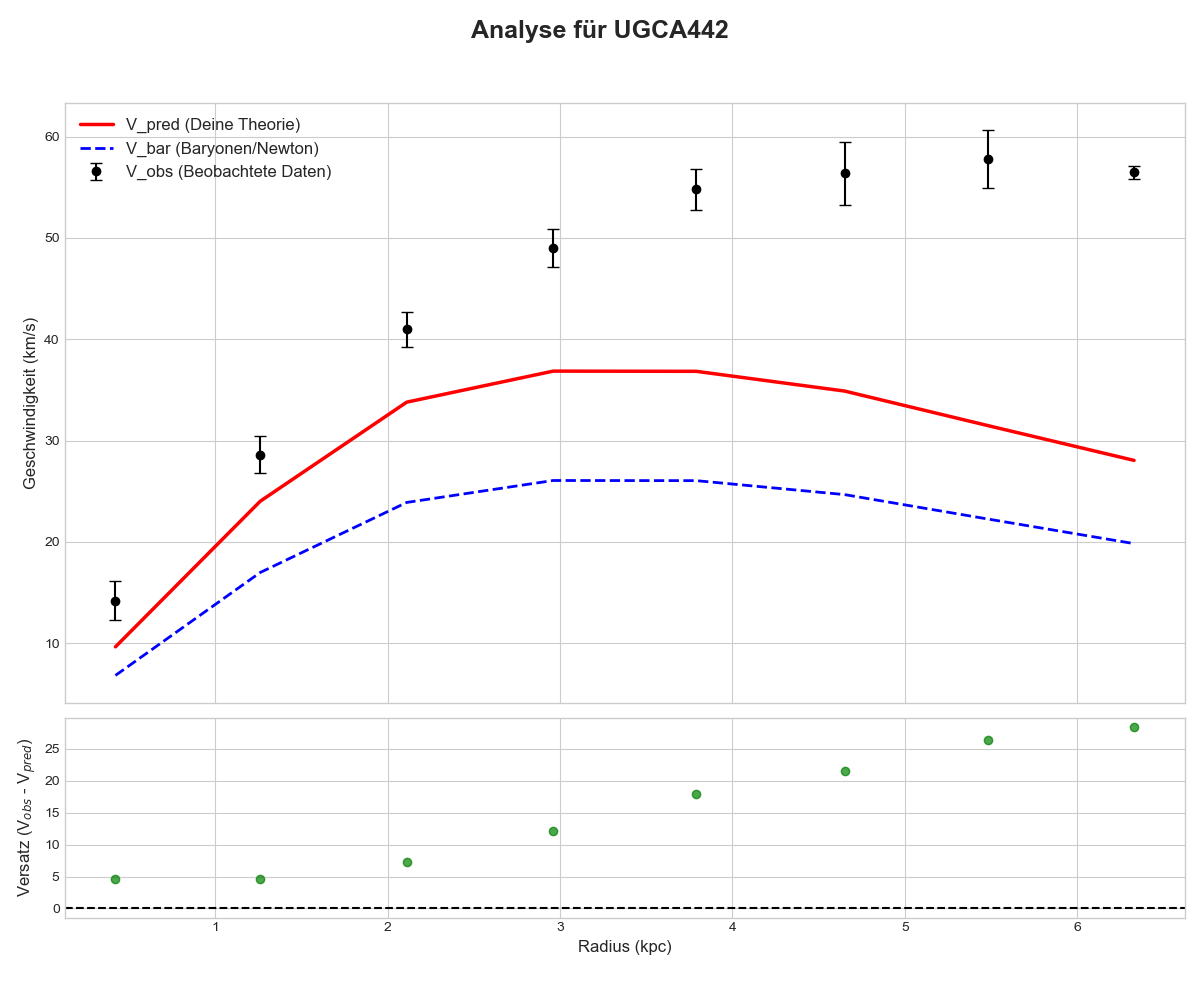 Analyse für UGCA442
V_pred (Deine Theorie)
V_bar (Baryonen/Newton)
V_obs (Beobachtete Daten)
Geschwindigkeit (km/s)
60
50
40
30
20
10
Versatz (V_obs - V_pred)
25
20
15
10
5
0
1 2 3 4 5 6
Radius (kpc)